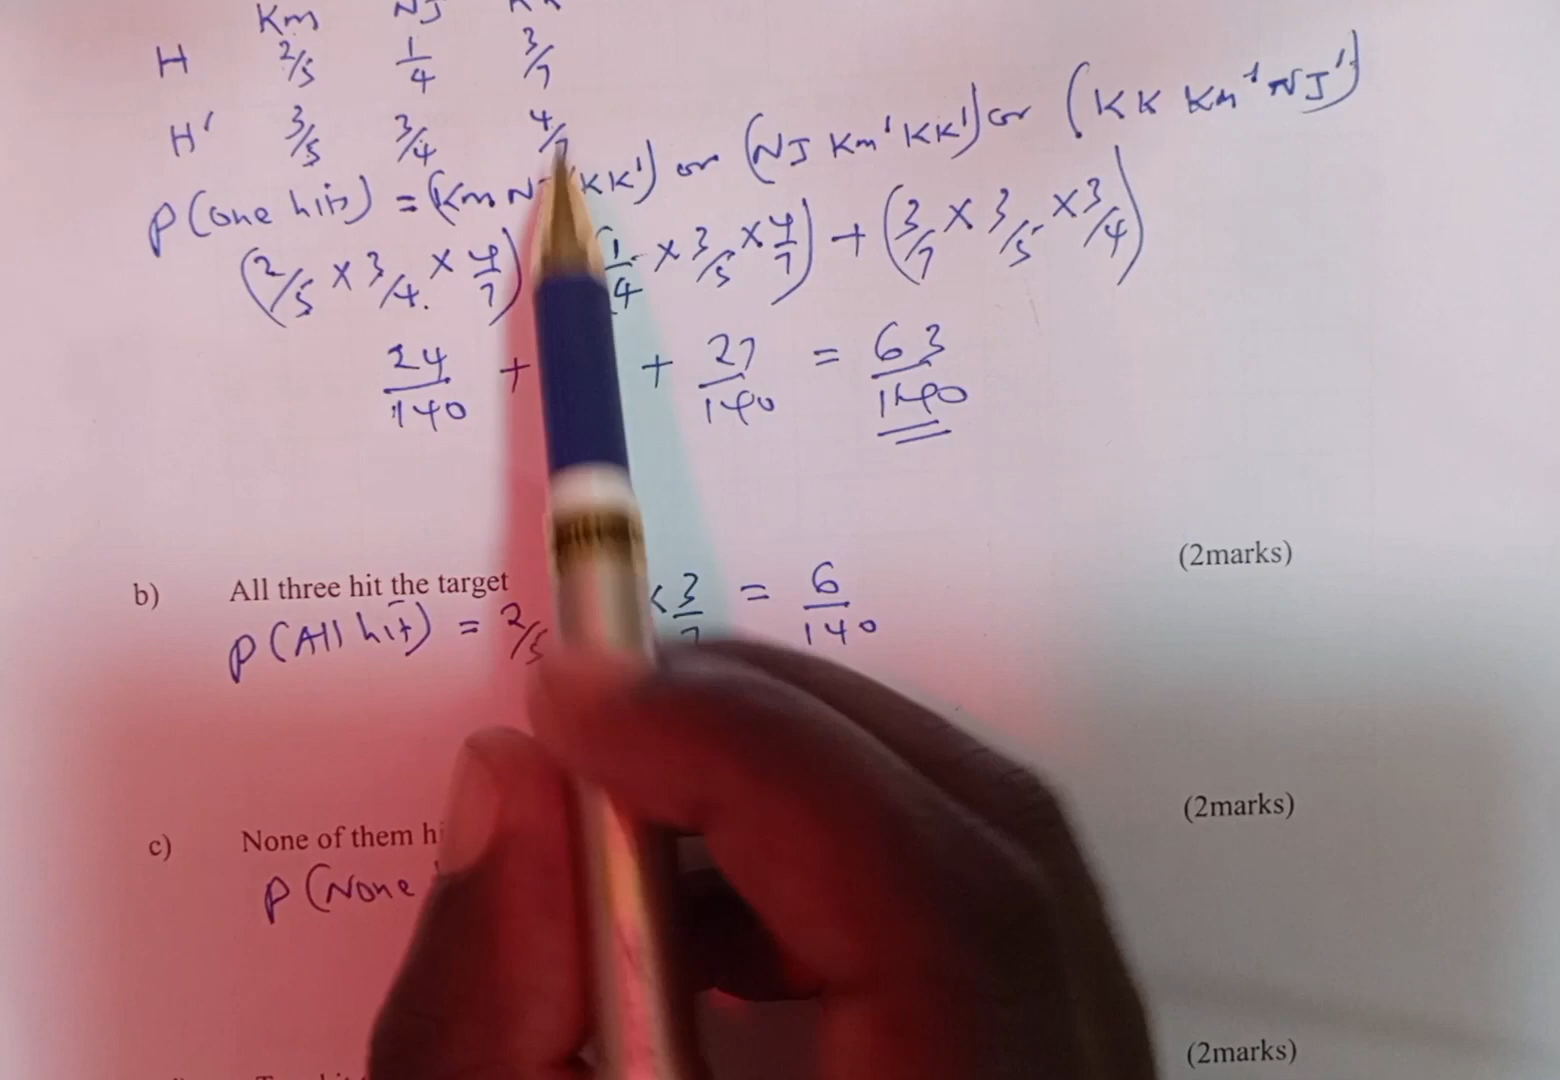 Km NJ
H 2/5 1/4 3/7
H' 3/5 3/4 4/7
P(one hit) = (Km N KK') or (NJ Km' KK') or (KK Km' NJ')
(2/5 × 3/4 × 4/7) (1/4 × 3/5 × 4/7) + (3/7 × 3/5 × 3/4)
24/140 + + 27/140 = 63/140
(2marks)
b) All three hit the target
P(All hit) = 2/5 × 3/7 = 6/140
(2marks)
c) None of them
P(None
(2marks)